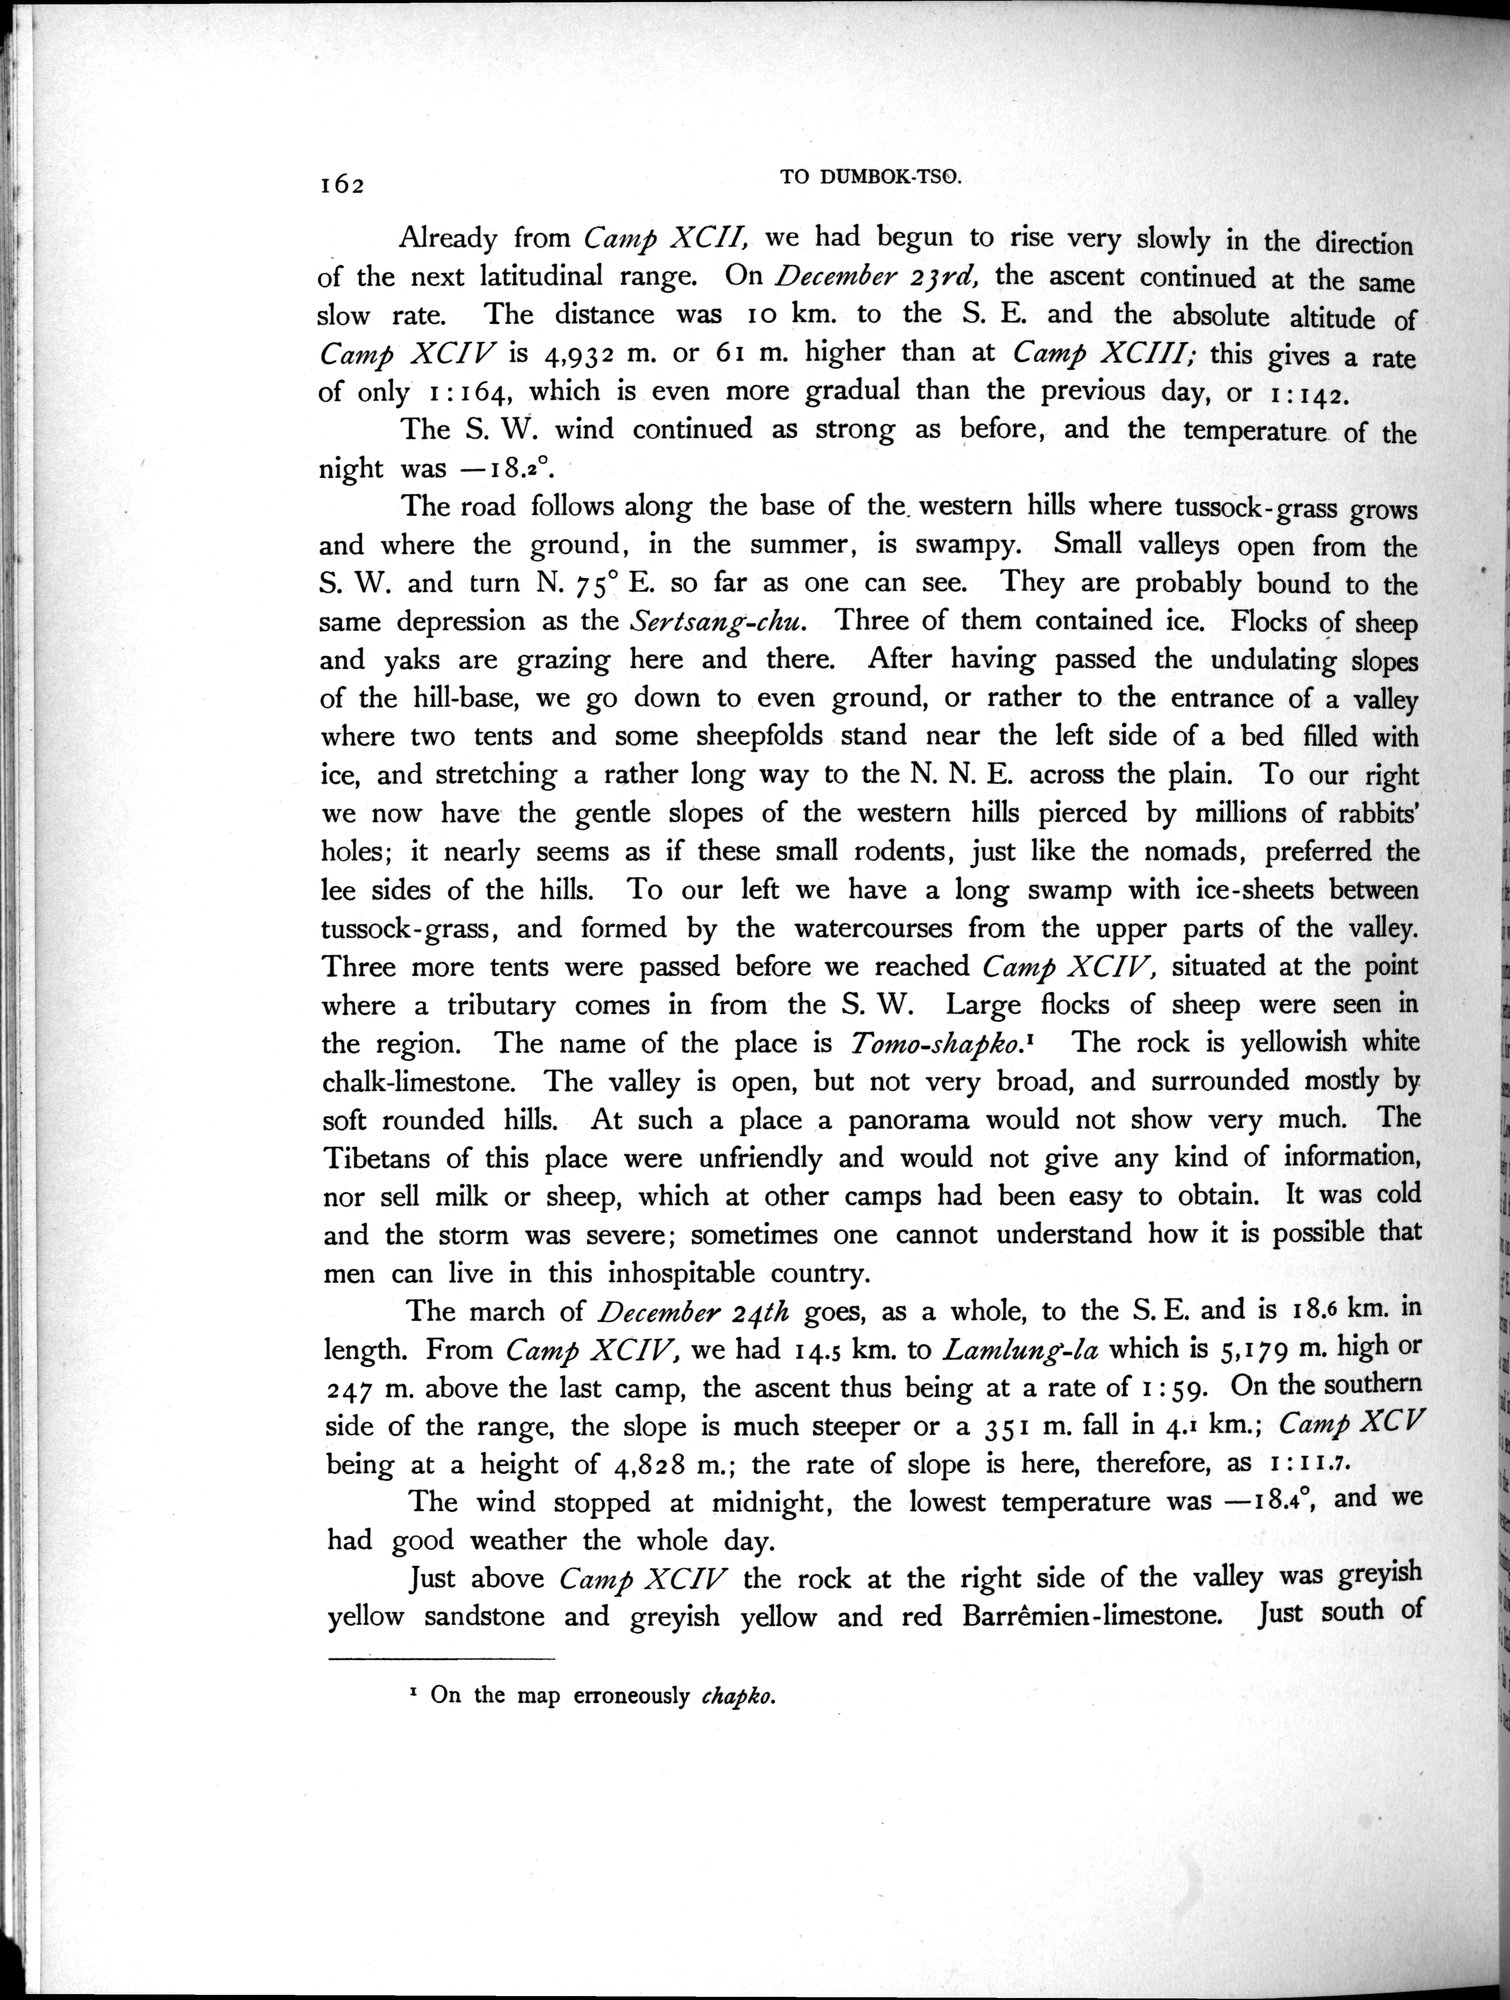 162
TO DUMBOK-TSO.
Already from Camp XCII, we had begun to rise very slowly in the direction
of the next latitudinal range. On December 23rd, the ascent continued at the same
slow rate. The distance was 10 km. to the S. E. and the absolute altitude of
Camp XCIV is 4,932 m. or 61 m. higher than at Camp XCIII; this gives a rate
of only 1:164, which is even more gradual than the previous day, or 1:142.
The S. W. wind continued as strong as before, and the temperature of the
night was —18.2°.
The road follows along the base of the western hills where tussock-grass grows
and where the ground, in the summer, is swampy. Small valleys open from the
S. W. and turn N. 75° E. so far as one can see. They are probably bound to the
same depression as the Sertsang-chu. Three of them contained ice. Flocks of sheep
and yaks are grazing here and there. After having passed the undulating slopes
of the hill-base, we go down to even ground, or rather to the entrance of a valley
where two tents and some sheepfolds stand near the left side of a bed filled with
ice, and stretching a rather long way to the N. N. E. across the plain. To our right
we now have the gentle slopes of the western hills pierced by millions of rabbits’
holes; it nearly seems as if these small rodents, just like the nomads, preferred the
lee sides of the hills. To our left we have a long swamp with ice-sheets between
tussock-grass, and formed by the watercourses from the upper parts of the valley.
Three more tents were passed before we reached Camp XCIV, situated at the point
where a tributary comes in from the S. W. Large flocks of sheep were seen in
the region. The name of the place is Tomo-shapko.¹ The rock is yellowish white
chalk-limestone. The valley is open, but not very broad, and surrounded mostly by
soft rounded hills. At such a place a panorama would not show very much. The
Tibetans of this place were unfriendly and would not give any kind of information,
nor sell milk or sheep, which at other camps had been easy to obtain. It was cold
and the storm was severe; sometimes one cannot understand how it is possible that
men can live in this inhospitable country.
The march of December 24th goes, as a whole, to the S. E. and is 18.6 km. in
length. From Camp XCIV, we had 14.5 km. to Lamlung-la which is 5,179 m. high or
247 m. above the last camp, the ascent thus being at a rate of 1:59. On the southern
side of the range, the slope is much steeper or a 351 m. fall in 4.1 km.; Camp XCV
being at a height of 4,828 m.; the rate of slope is here, therefore, as 1:11.7.
The wind stopped at midnight, the lowest temperature was —18.4°, and we
had good weather the whole day.
Just above Camp XCIV the rock at the right side of the valley was greyish
yellow sandstone and greyish yellow and red Barrêmien-limestone. Just south of
¹ On the map erroneously chapko.